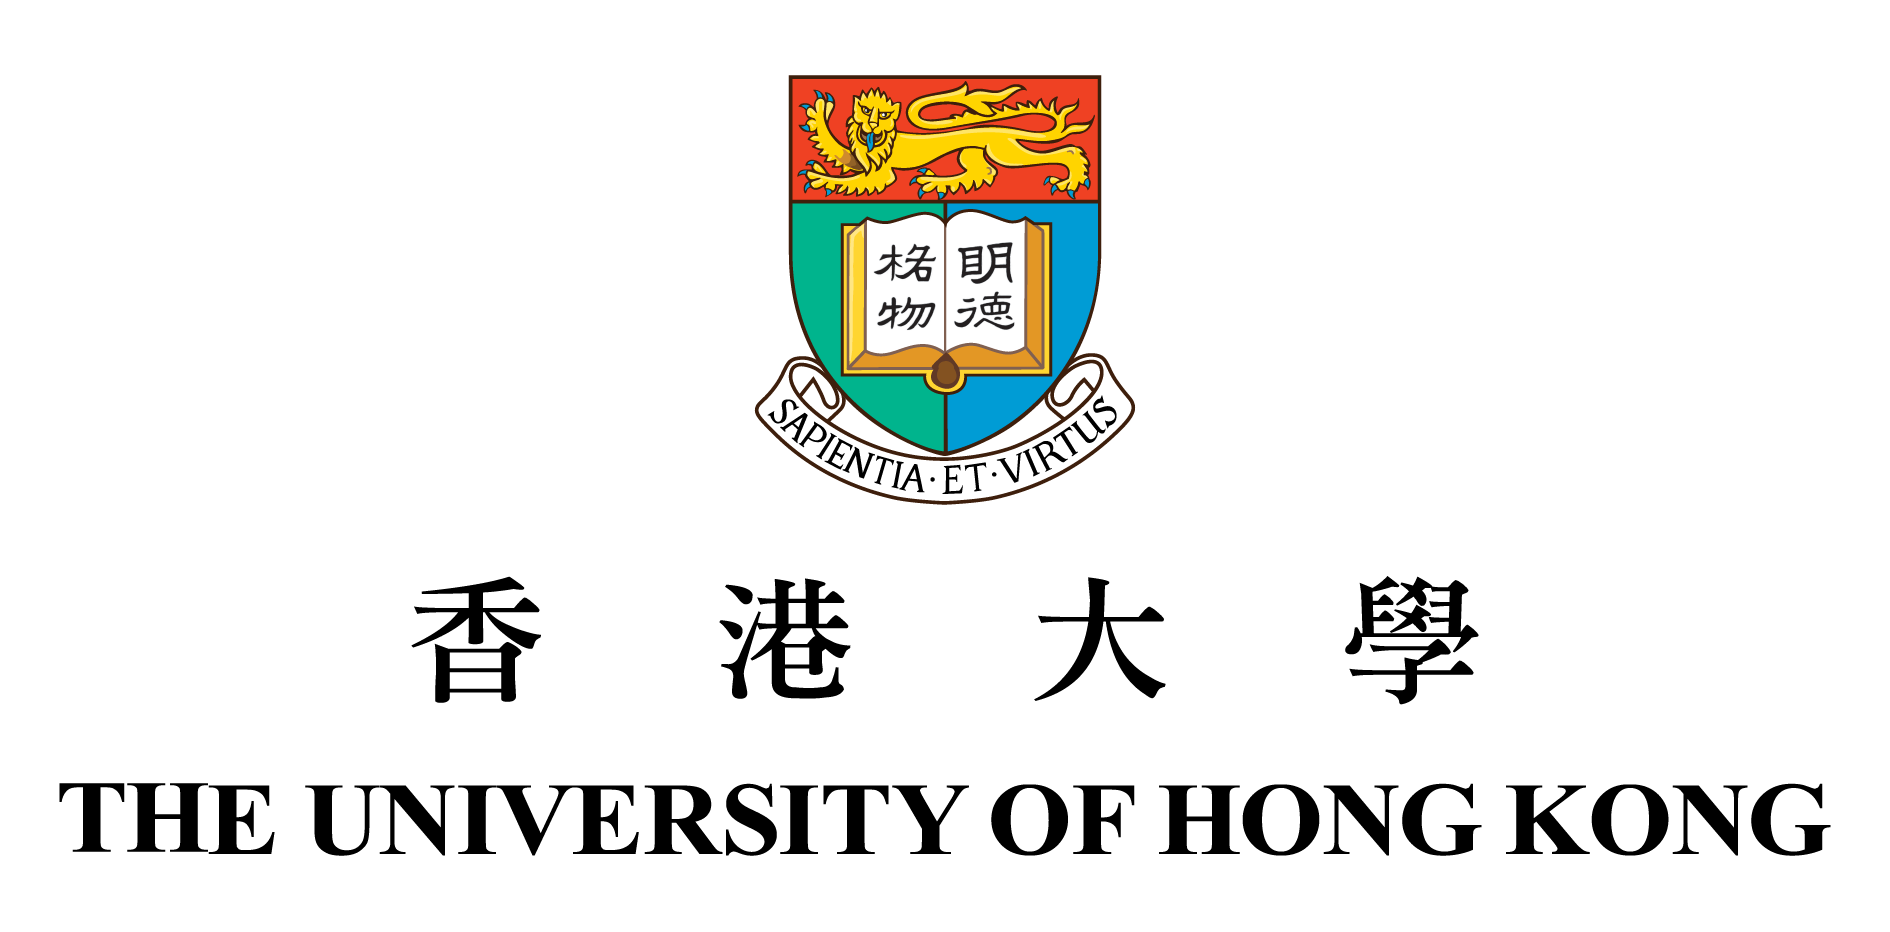 明德
格物
SAPIENTIA·ET·VIRTUS
香港大學
THE UNIVERSITY OF HONG KONG